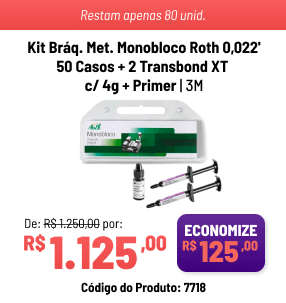 Restam apenas 80 unid.
Kit Bráq. Met. Monobloco Roth 0,022'
50 Casos + 2 Transbond XT
c/ 4g + Primer | 3M
Monobloco
De: R$ 1.250,00 por:
R$ 1.125,00
ECONOMIZE
R$ 125,00
Código do Produto: 7718